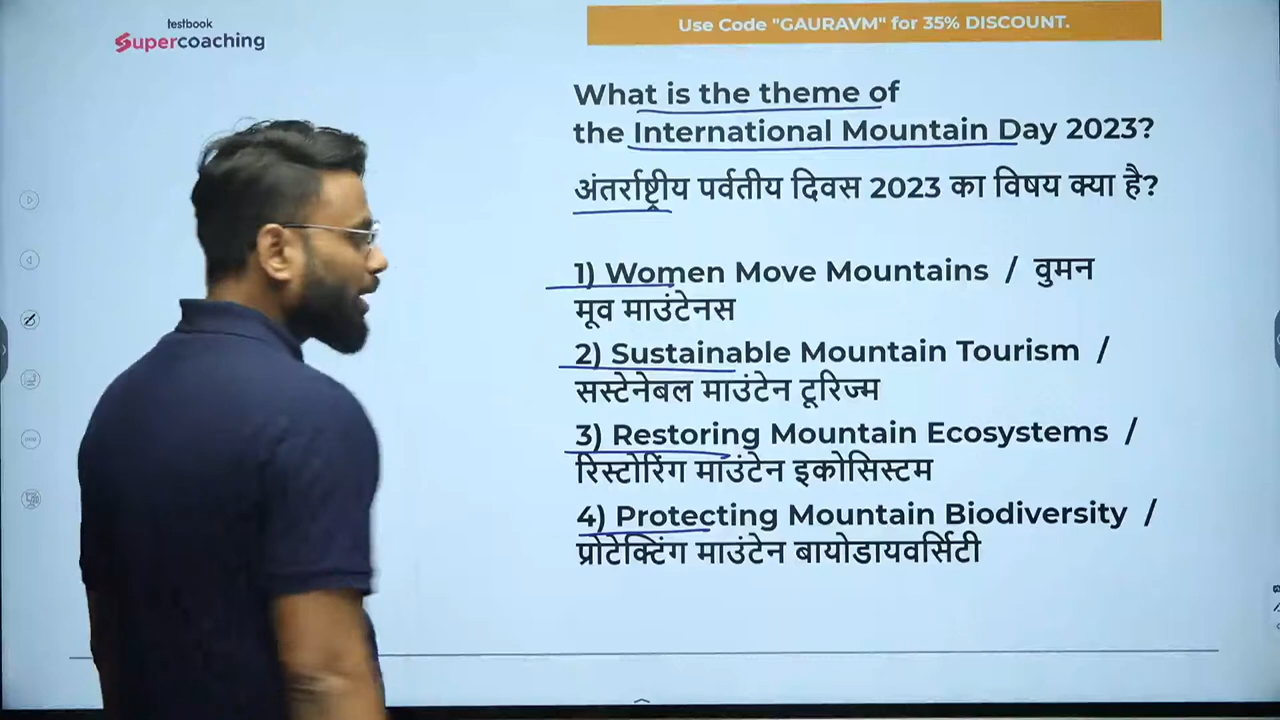 testbook
Supercoaching
Use Code "GAURAVM" for 35% DISCOUNT.
What is the theme of
the International Mountain Day 2023?
अंतर्राष्ट्रीय पर्वतीय दिवस 2023 का विषय क्या है?
1) Women Move Mountains / वुमन
मूव माउंटेनस
2) Sustainable Mountain Tourism /
सस्टेनेबल माउंटेन टूरिज्म
3) Restoring Mountain Ecosystems /
रिस्टोरिंग माउंटेन इकोसिस्टम
4) Protecting Mountain Biodiversity /
प्रोटेक्टिंग माउंटेन बायोडायवर्सिटी